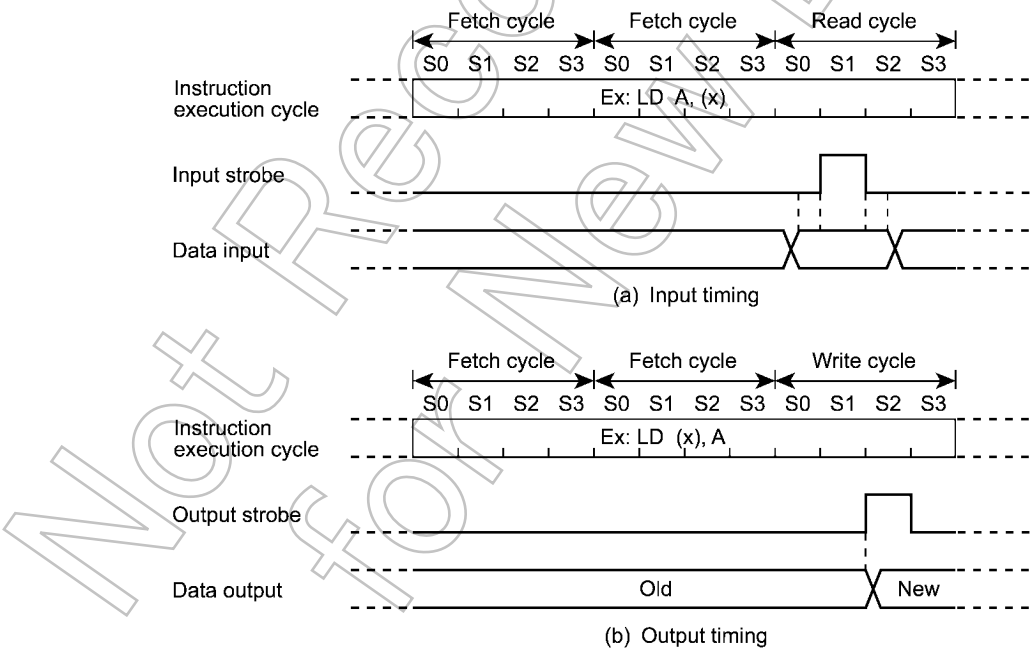 Fetch cycle Fetch cycle Read cycle
S0 S1 S2 S3 S0 S1 S2 S3 S0 S1 S2 S3
Instruction
execution cycle
Ex: LD A, (x)
Input strobe
Data input
(a) Input timing
Fetch cycle Fetch cycle Write cycle
S0 S1 S2 S3 S0 S1 S2 S3 S0 S1 S2 S3
Instruction
execution cycle
Ex: LD (x), A
Output strobe
Data output
Old New
(b) Output timing
Not Reco
for New